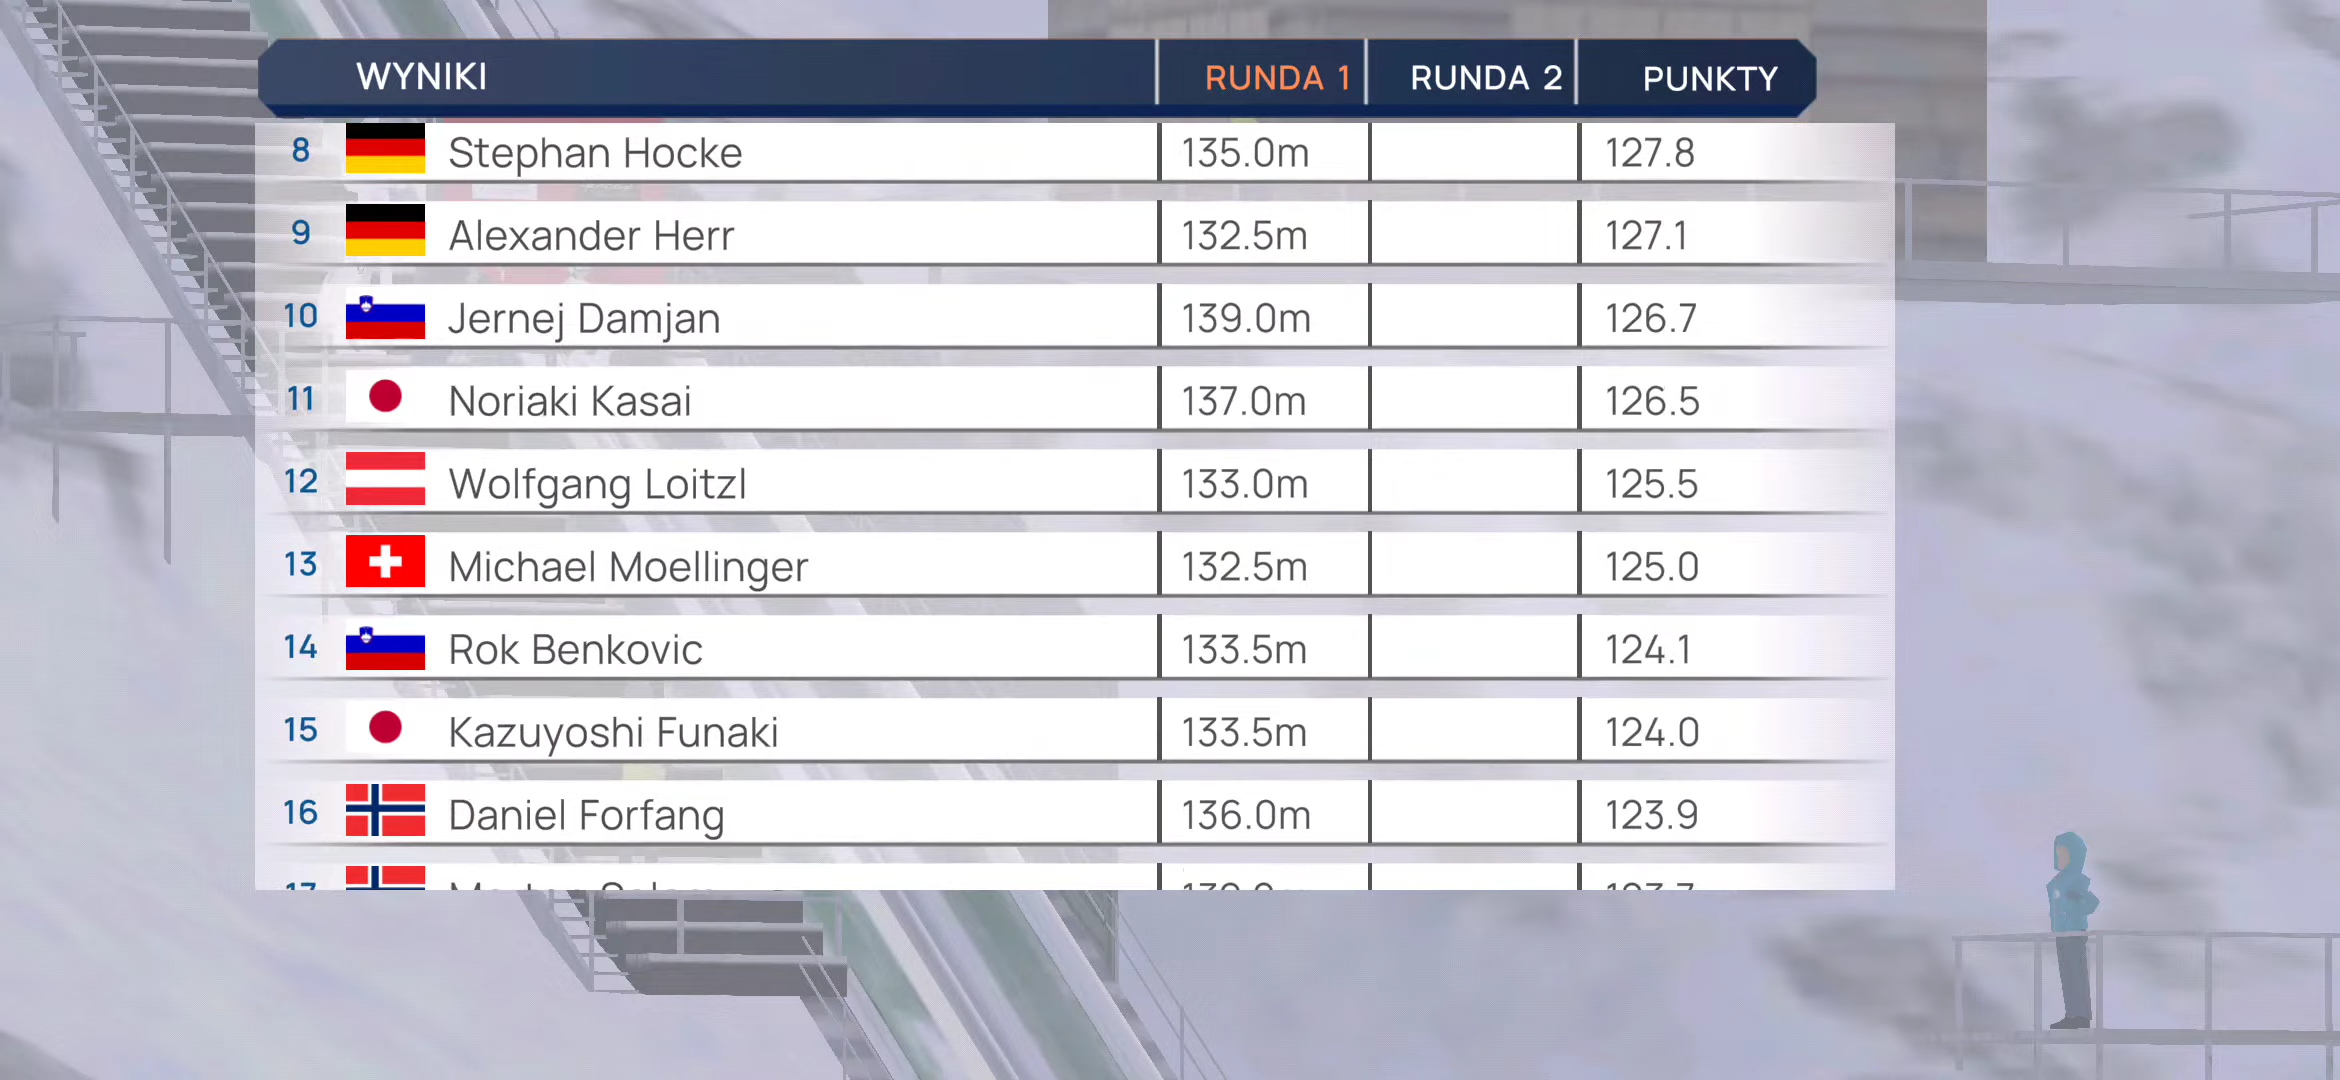 WYNIKI RUNDA 1 RUNDA 2 PUNKTY
8 Stephan Hocke 135.0m 127.8
9 Alexander Herr 132.5m 127.1
10 Jernej Damjan 139.0m 126.7
11 Noriaki Kasai 137.0m 126.5
12 Wolfgang Loitzl 133.0m 125.5
13 Michael Moellinger 132.5m 125.0
14 Rok Benkovic 133.5m 124.1
15 Kazuyoshi Funaki 133.5m 124.0
16 Daniel Forfang 136.0m 123.9
17